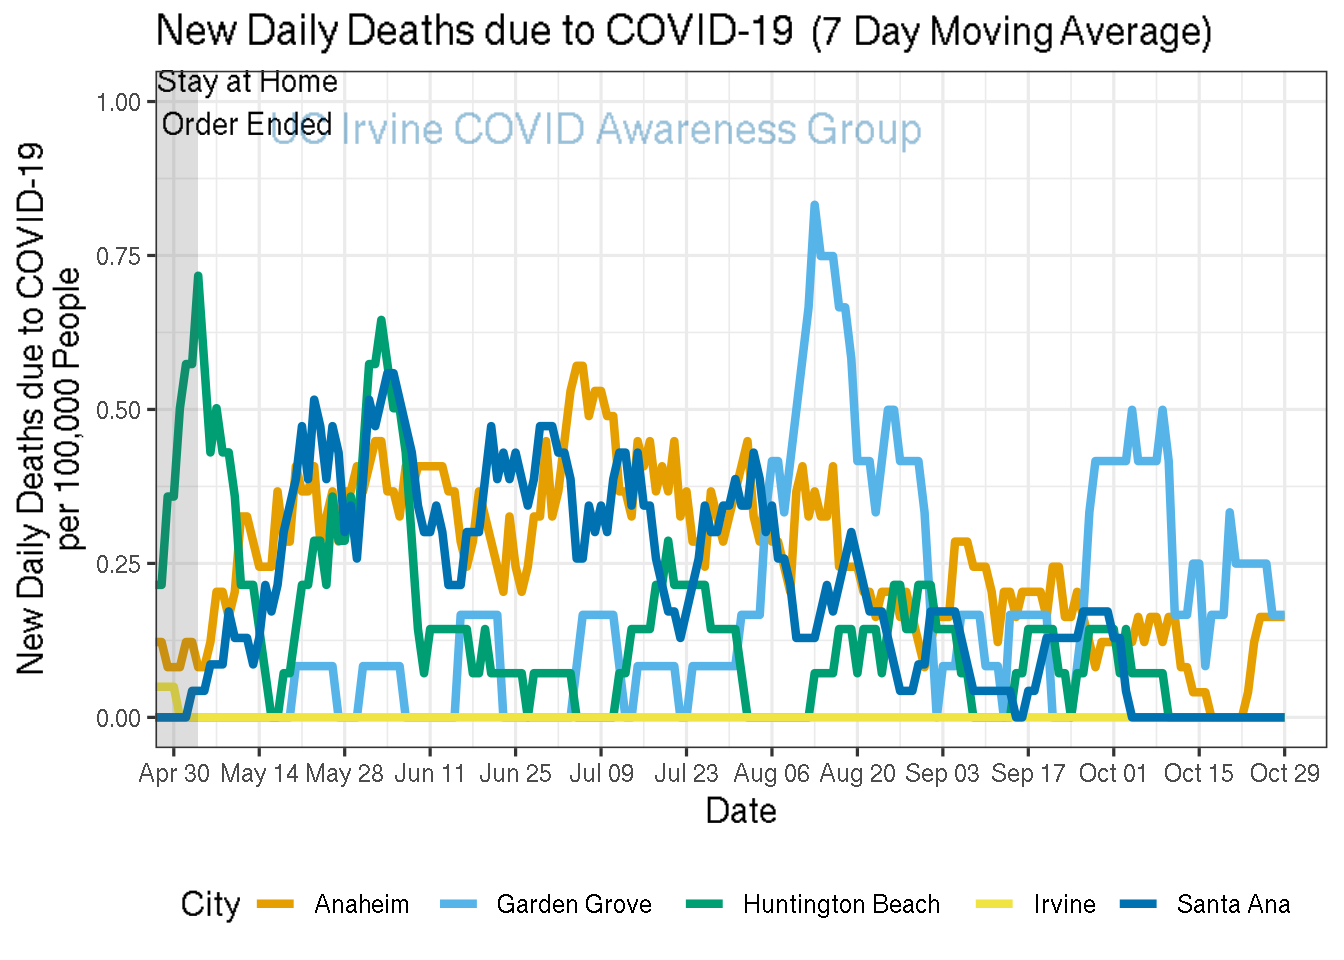 New Daily Deaths due to COVID-19 (7 Day Moving Average)
Stay at Home
Order Ended
UC Irvine COVID Awareness Group
New Daily Deaths due to COVID-19
per 100,000 People
1.00
0.75
0.50
0.25
0.00
Apr 30 May 14 May 28 Jun 11 Jun 25 Jul 09 Jul 23 Aug 06 Aug 20 Sep 03 Sep 17 Oct 01 Oct 15 Oct 29
Date
City Anaheim Garden Grove Huntington Beach Irvine Santa Ana